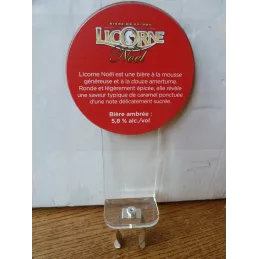 LICORNE
Noël
Licorne Noël est une bière à la mousse
généreuse et à la douce amertume.
Ronde et légèrement épicée, elle révèle
une saveur typique de caramel ponctuée
d'une note délicatement sucrée.
Bière ambrée :
5,8 % alc./vol